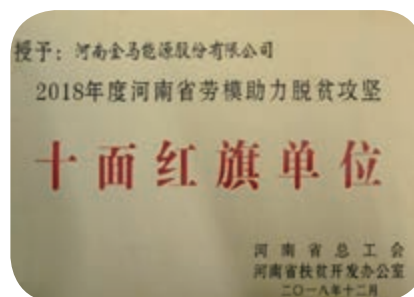 授予：河南金马能源股份有限公司
2018年度河南省劳模助力脱贫攻坚
十面红旗单位
河南省总工会
河南省扶贫开发办公室
二〇一八年十二月